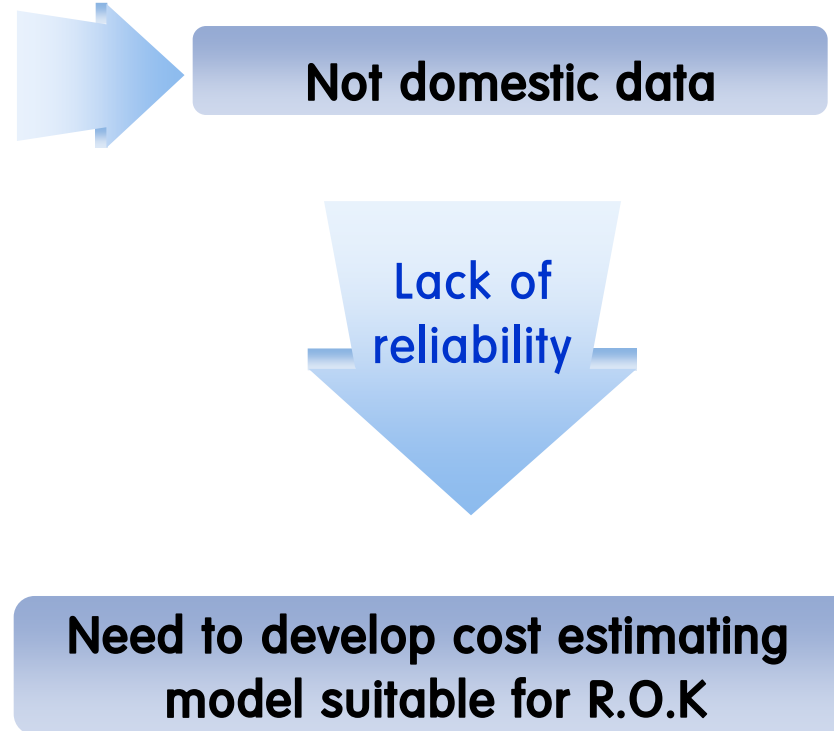 Not domestic data
Lack of
reliability
Need to develop cost estimating
model suitable for R.O.K